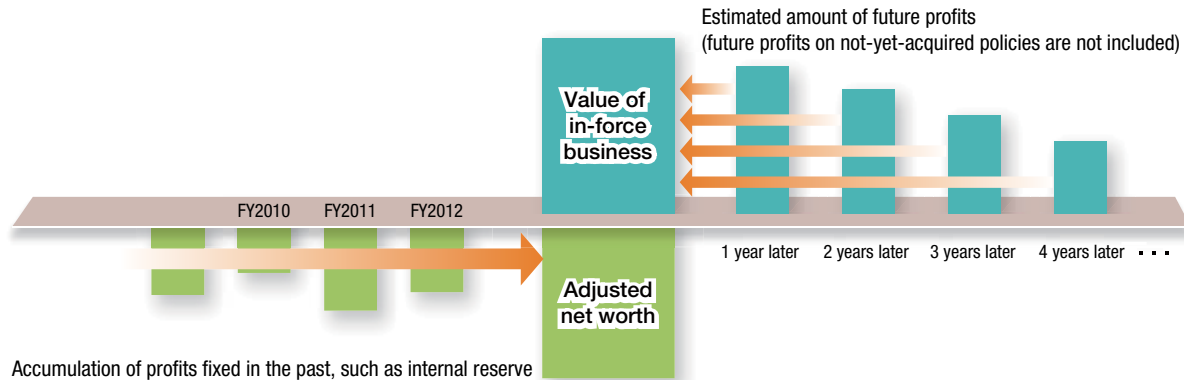 Estimated amount of future profits
(future profits on not-yet-acquired policies are not included)
Value of
in-force
business
FY2010 FY2011 FY2012
1 year later 2 years later 3 years later 4 years later ・・・
Adjusted
net worth
Accumulation of profits fixed in the past, such as internal reserve